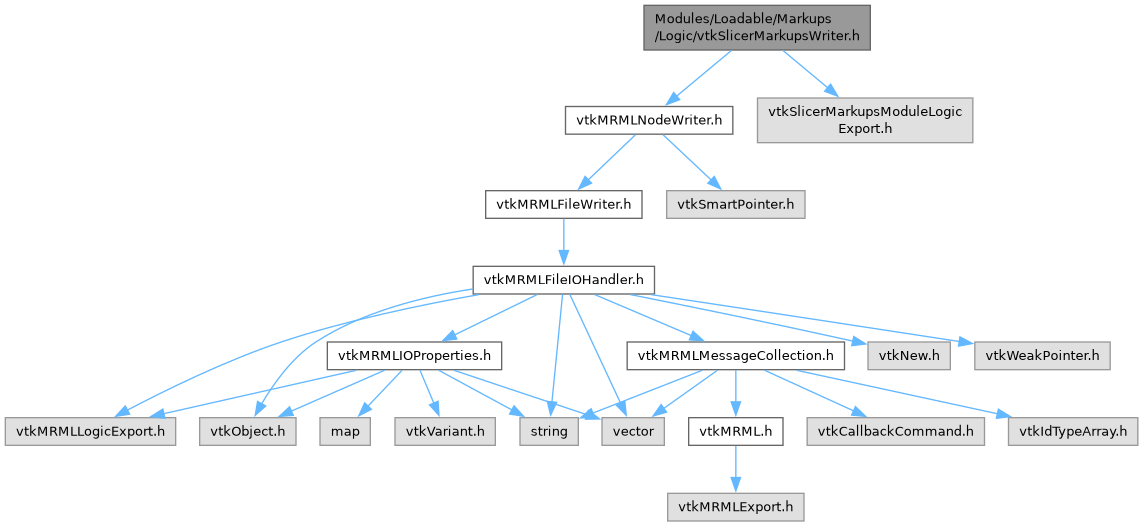 Modules/Loadable/Markups
/Logic/vtkSlicerMarkupsWriter.h
vtkMRMLNodeWriter.h
vtkSlicerMarkupsModuleLogic
Export.h
vtkMRMLFileWriter.h
vtkSmartPointer.h
vtkMRMLFileIOHandler.h
vtkMRMLIOProperties.h
vtkMRMLMessageCollection.h
vtkNew.h
vtkWeakPointer.h
vtkMRMLLogicExport.h
vtkObject.h
map
vtkVariant.h
string
vector
vtkMRML.h
vtkCallbackCommand.h
vtkIdTypeArray.h
vtkMRMLExport.h